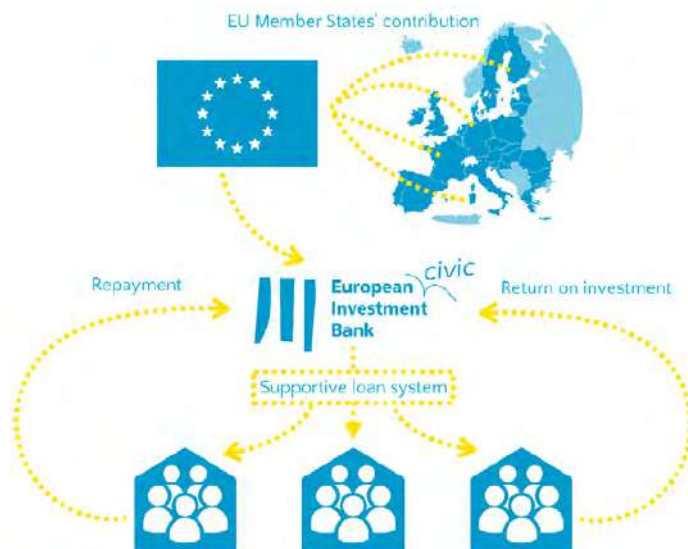 EU Member States' contribution
civic
Repayment
European
Investment
Bank
Return on investment
Supportive loan system